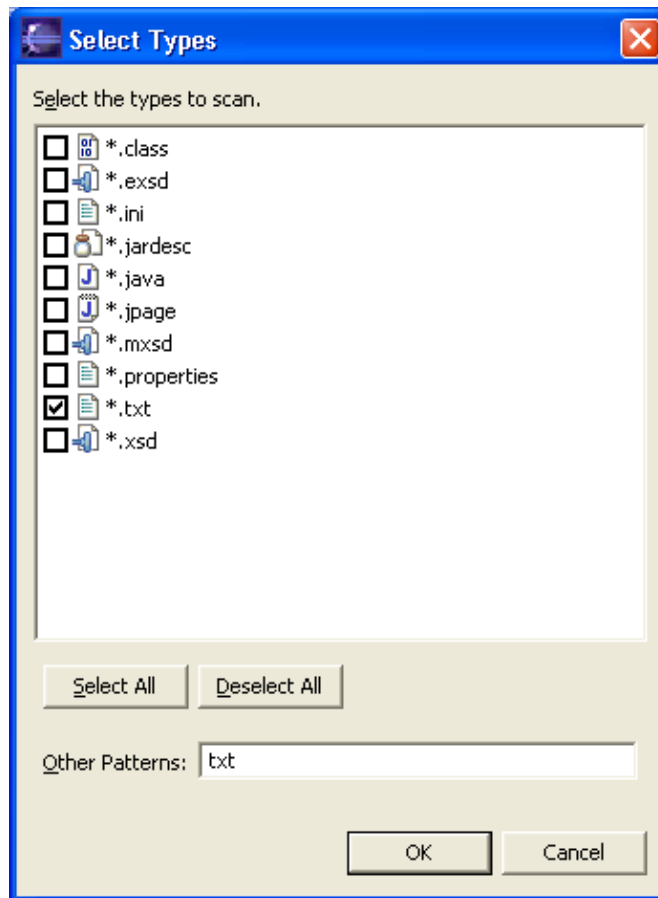 Select Types
Select the types to scan.
*.class
*.exsd
*.ini
*.jardesc
*.java
*.jpage
*.mxsd
*.properties
*.txt
*.xsd
Select All Deselect All
Other Patterns: txt
OK Cancel